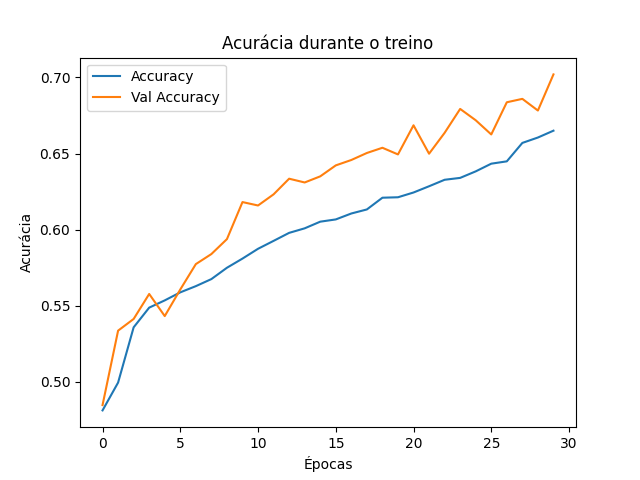 Acurácia durante o treino
Accuracy
Val Accuracy
0.70
0.65
0.60
0.55
0.50
Acurácia
0 5 10 15 20 25 30
Épocas